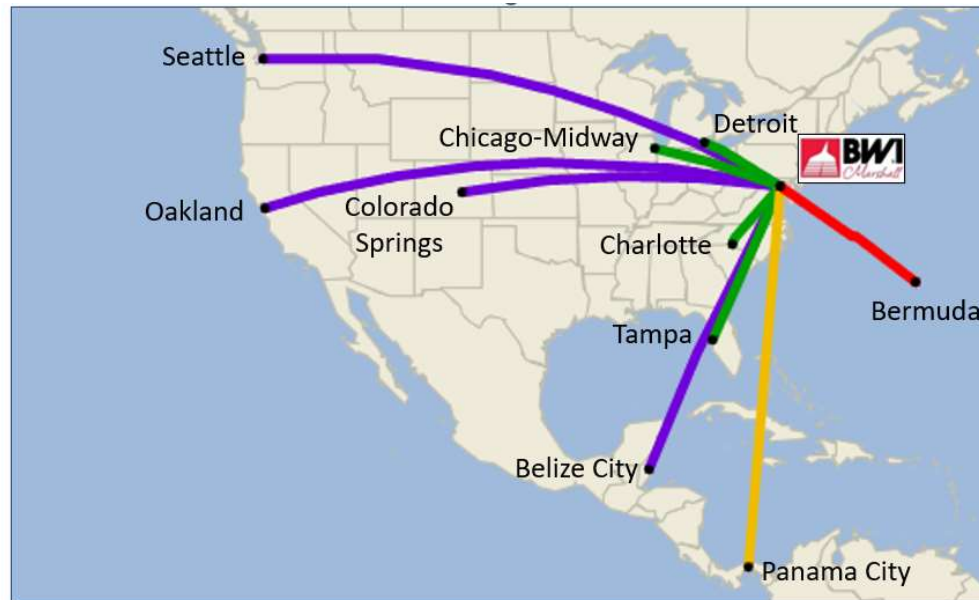 Seattle
Detroit
Chicago-Midway
BWI
Marshall
Oakland
Colorado
Springs
Charlotte
Bermuda
Tampa
Belize City
Panama City